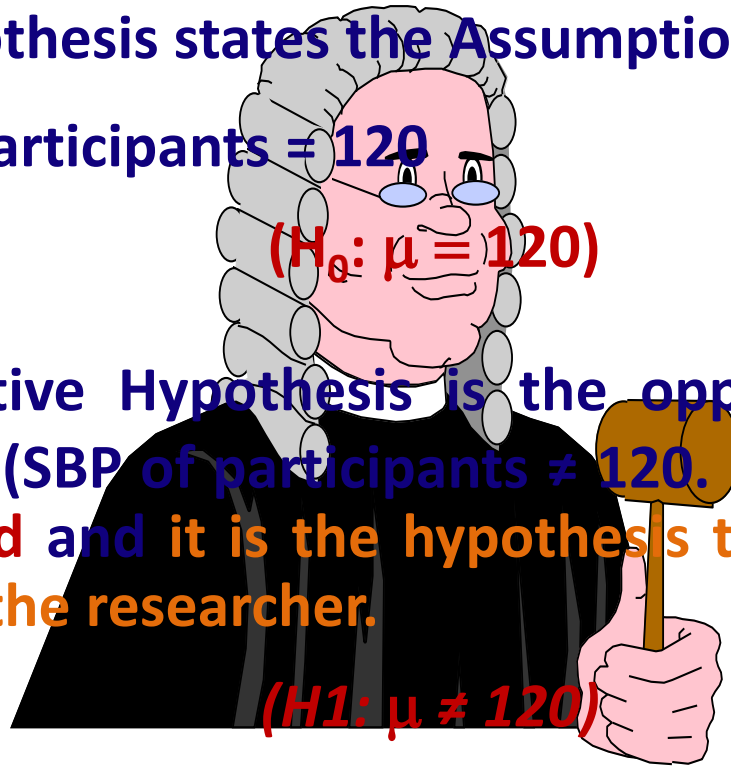 othesis states the Assumptio
articipants = 120
(H₀: μ = 120)
tive Hypothesis is the opp
(SBP of participants ≠ 120.
d and it is the hypothesis t
the researcher.
(H1: μ ≠ 120)